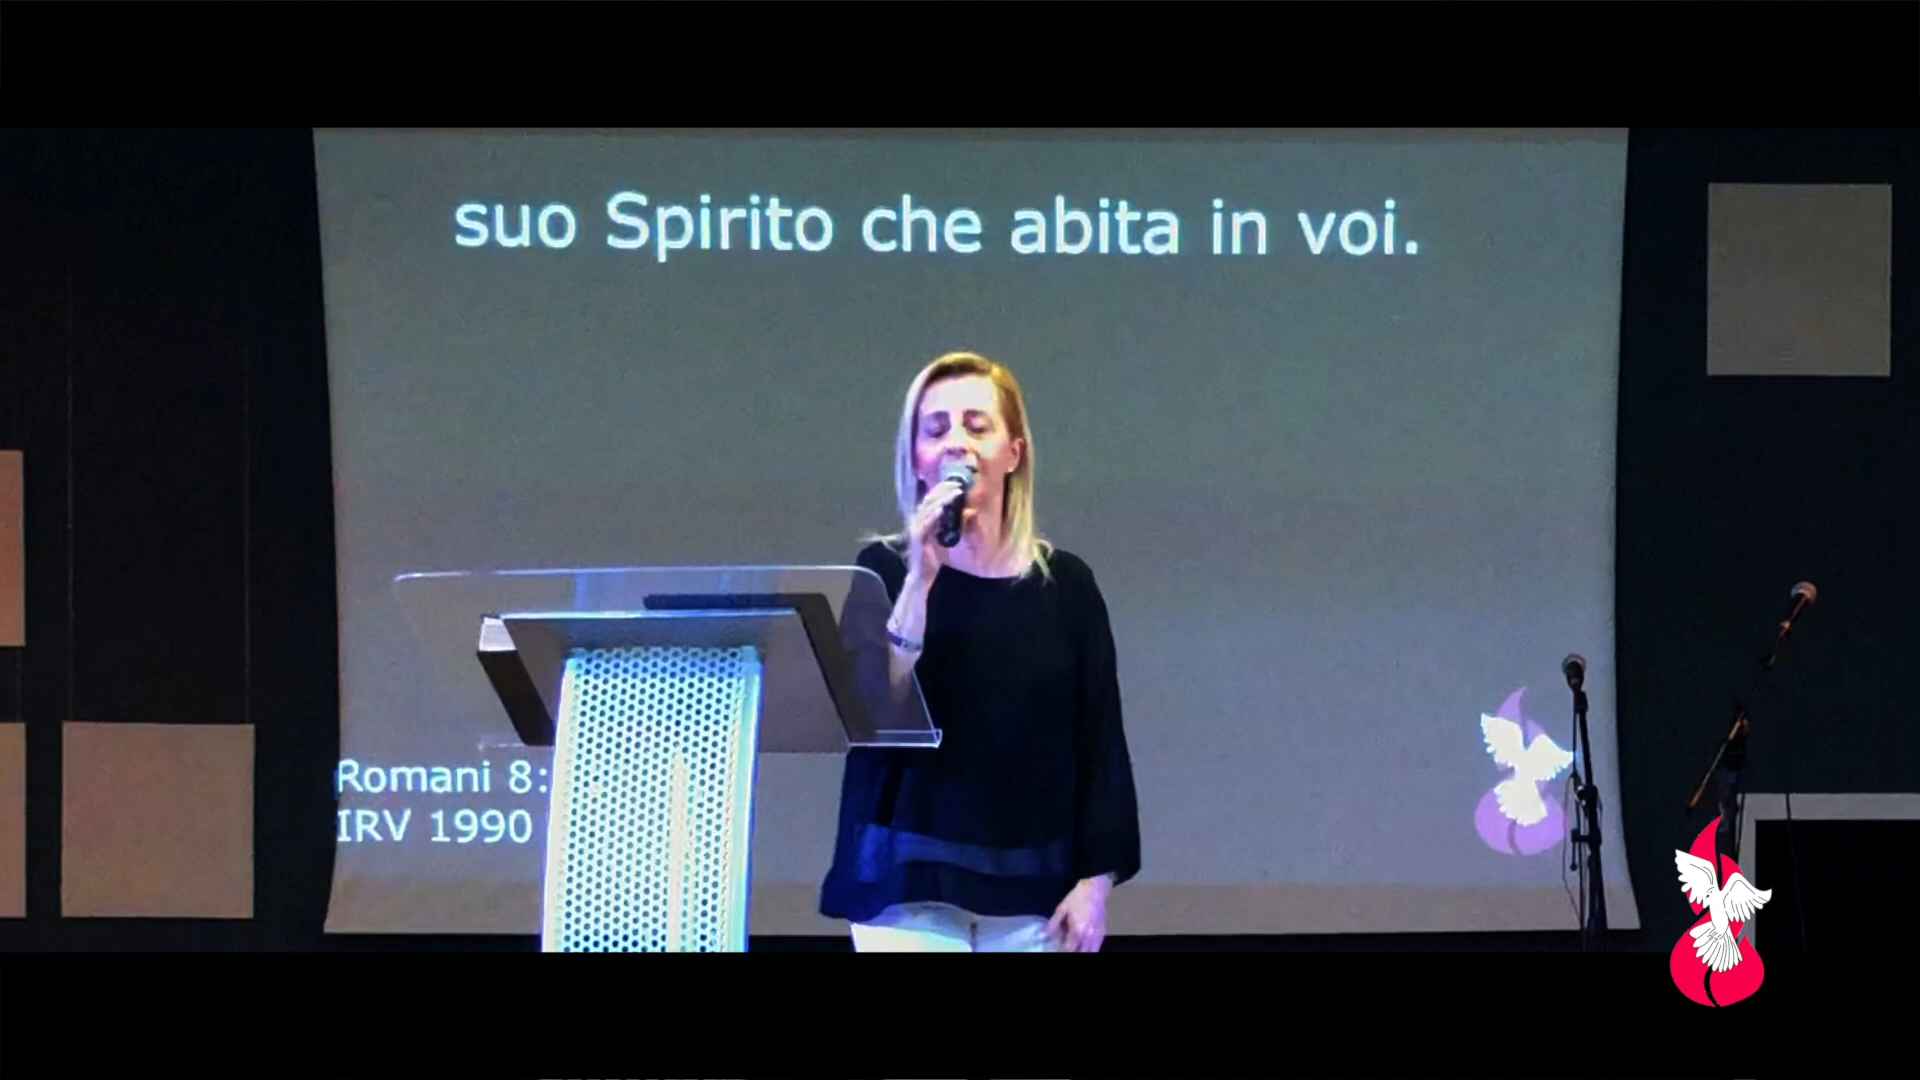 suo Spirito che abita in voi.
Romani 8:
IRV 1990